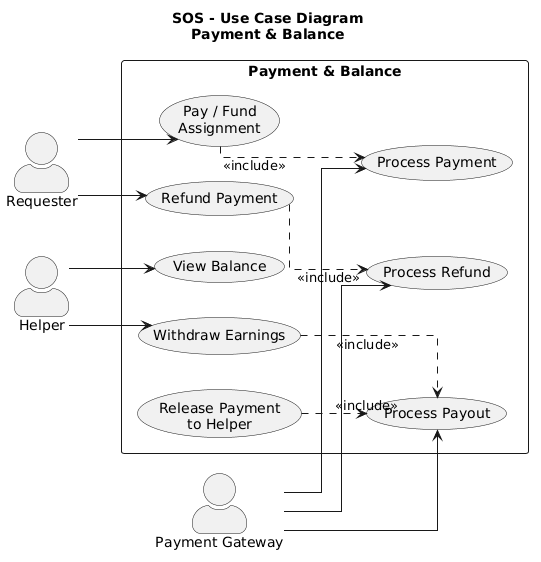 SOS - Use Case Diagram
Payment & Balance
Payment & Balance
Pay / Fund
Assignment
«include»
Process Payment
Requester
Refund Payment
View Balance
«include»
Process Refund
Helper
Withdraw Earnings
«include»
Release Payment
to Helper
«include»
Process Payout
Payment Gateway